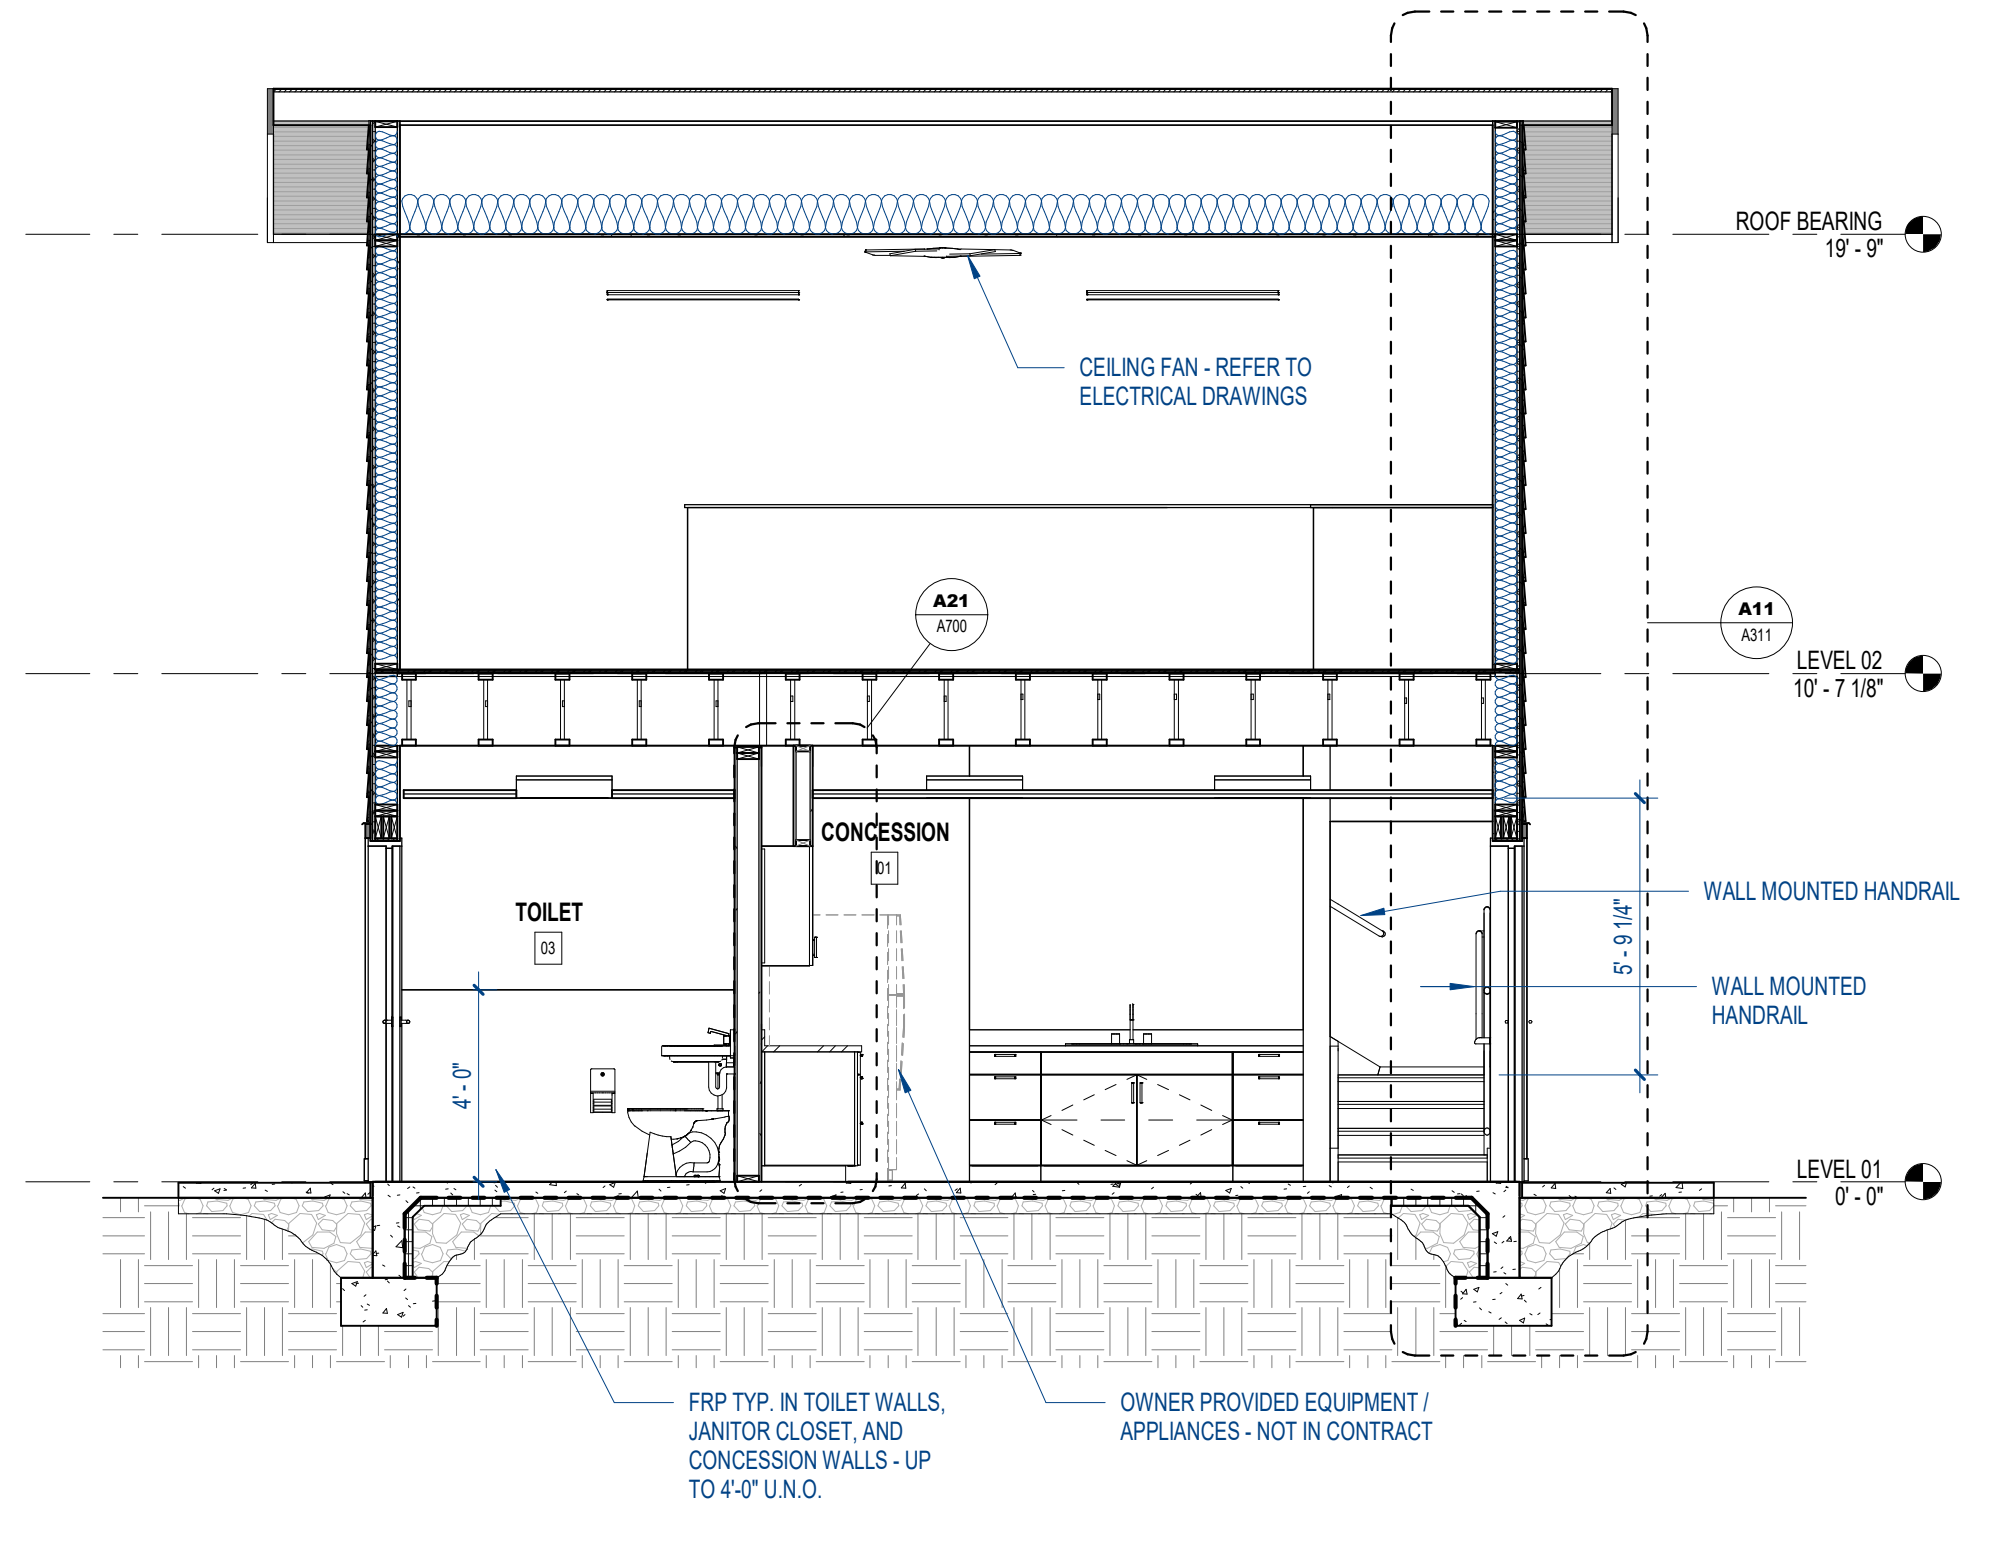 ROOF BEARING
19' - 9"
CEILING FAN - REFER TO
ELECTRICAL DRAWINGS
A21
A700
A11
A311
LEVEL 02
10' - 7 1/8"
CONCESSION
01
TOILET
03
WALL MOUNTED HANDRAIL
5' - 9 1/4"
WALL MOUNTED
HANDRAIL
4' - 0"
LEVEL 01
0' - 0"
FRP TYP. IN TOILET WALLS,
JANITOR CLOSET, AND
CONCESSION WALLS - UP
TO 4'-0" U.N.O.
OWNER PROVIDED EQUIPMENT /
APPLIANCES - NOT IN CONTRACT